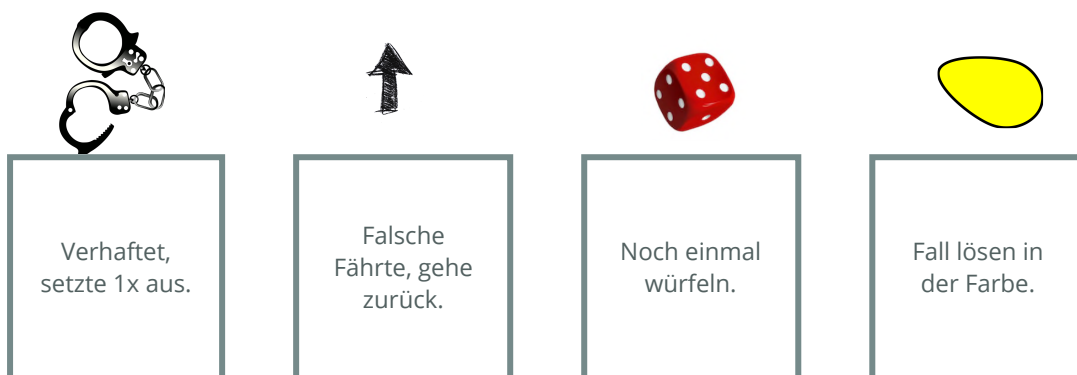 Verhaftet,
setzte 1x aus.
Falsche
Fährte, gehe
zurück.
Noch einmal
würfeln.
Fall lösen in
der Farbe.